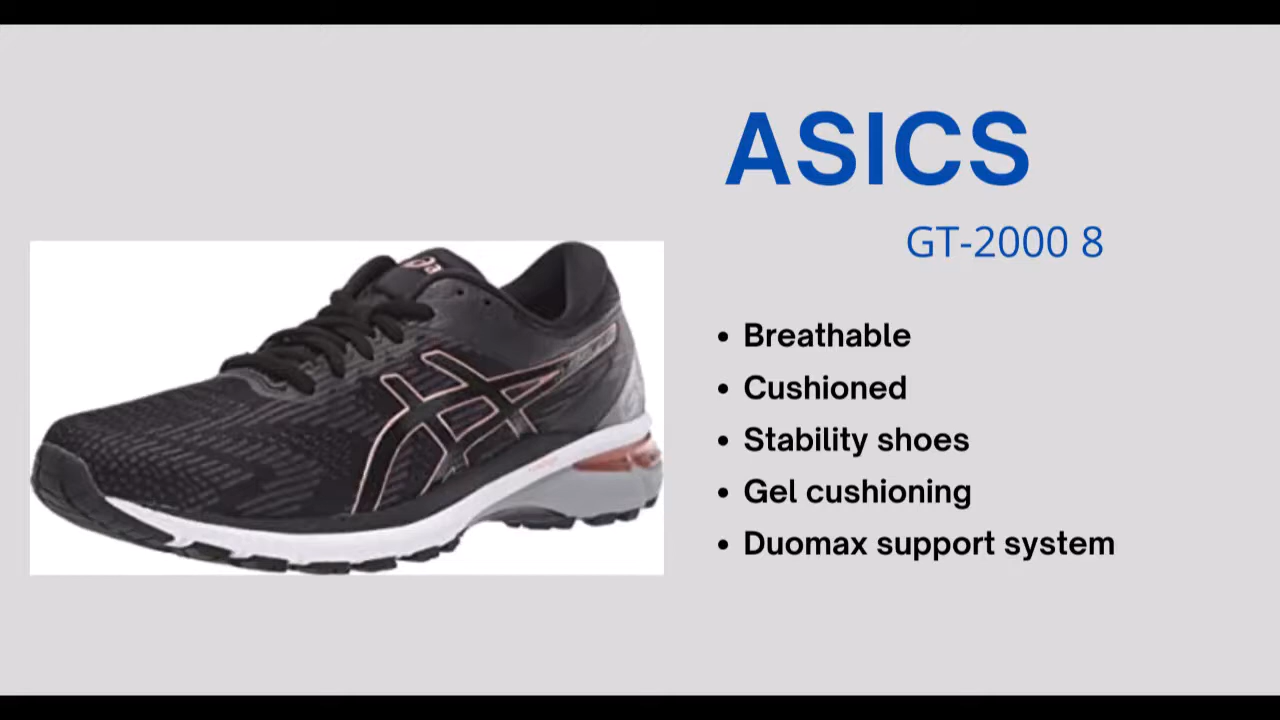 ASICS
GT-2000 8
• Breathable
• Cushioned
• Stability shoes
• Gel cushioning
• Duomax support system